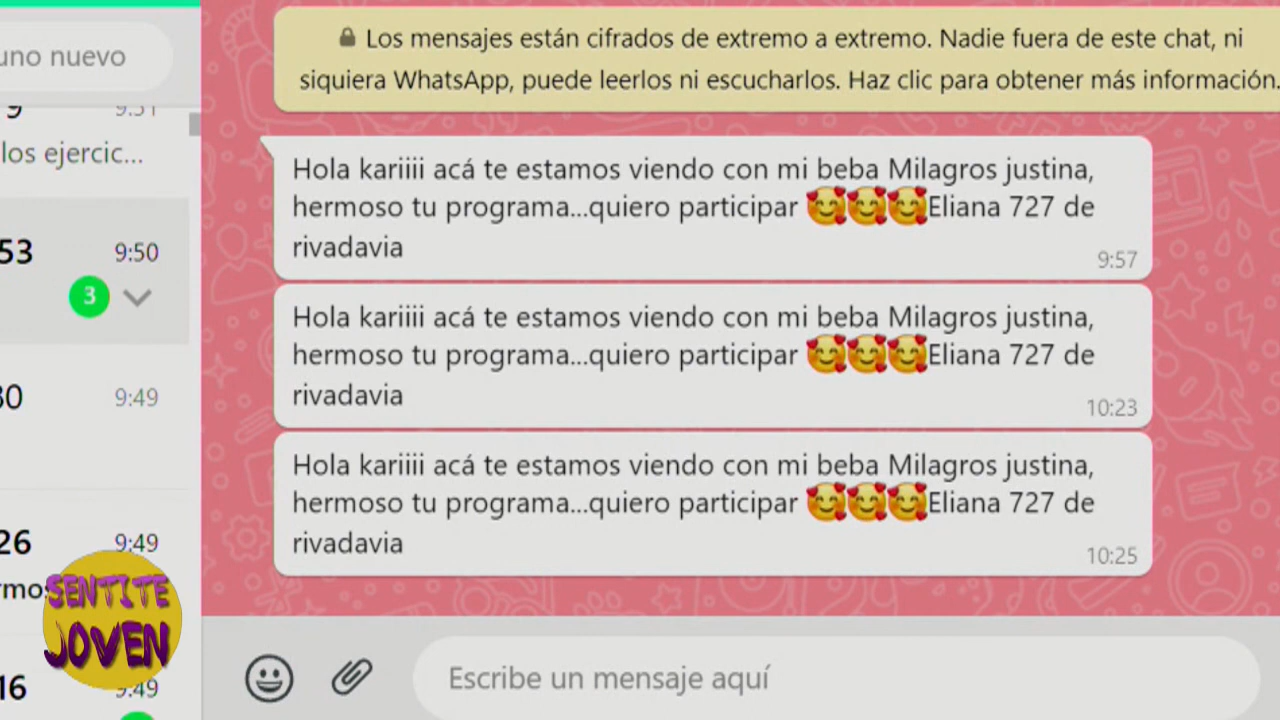 uno nuevo
9:51
los ejercic...
53
9:50
3
30
9:49
26
9:49
rmos
16
9:49
SENTITE
JOVEN
Los mensajes están cifrados de extremo a extremo. Nadie fuera de este chat, ni
siquiera WhatsApp, puede leerlos ni escucharlos. Haz clic para obtener más información.
Hola kariiii acá te estamos viendo con mi beba Milagros justina,
hermoso tu programa...quiero participar 🥰🥰🥰Eliana 727 de
rivadavia
9:57
Hola kariiii acá te estamos viendo con mi beba Milagros justina,
hermoso tu programa...quiero participar 🥰🥰🥰Eliana 727 de
rivadavia
10:23
Hola kariiii acá te estamos viendo con mi beba Milagros justina,
hermoso tu programa...quiero participar 🥰🥰🥰Eliana 727 de
rivadavia
10:25
Escribe un mensaje aquí